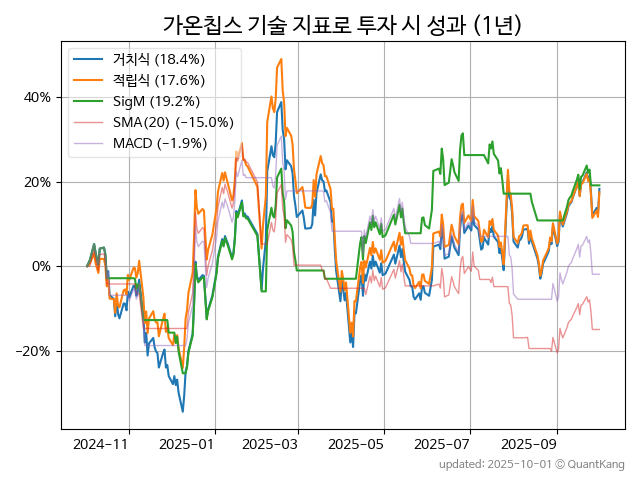 가온칩스 기술 지표로 투자 시 성과 (1년)
거치식 (18.4%)
적립식 (17.6%)
SigM (19.2%)
SMA(20) (−15.0%)
MACD (−1.9%)
40%
20%
0%
−20%
2024-11 2025-01 2025-03 2025-05 2025-07 2025-09
updated: 2025-10-01 © QuantKang